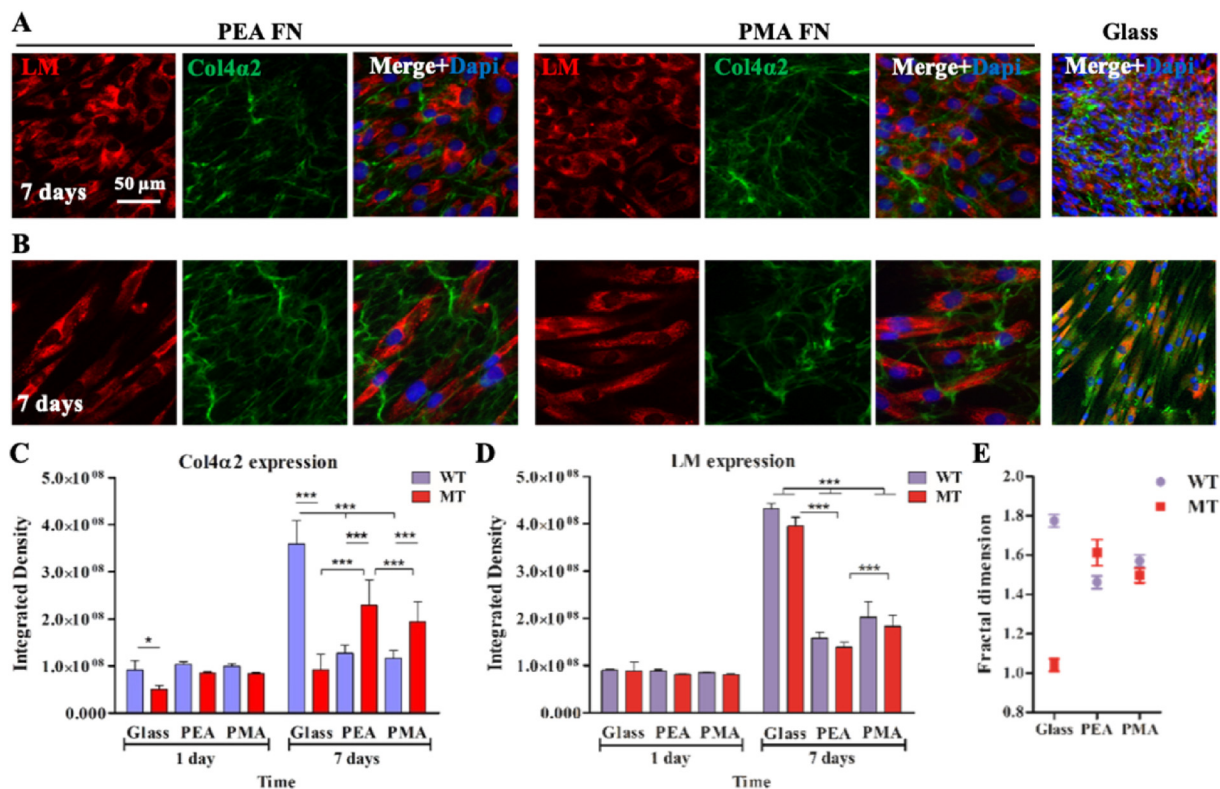 A
PEA FN
PMA FN
Glass
LM
Col4α2
Merge+Dapi
LM
Col4α2
Merge+Dapi
Merge+Dapi
7 days
50 µm
B
7 days
C
Col4α2 expression
WT
MT
Integrated Density
5.0×10⁰⁸
4.0×10⁰⁸
3.0×10⁰⁸
2.0×10⁰⁸
1.0×10⁰⁸
0.000
*
***
***
***
***
***
***
Glass PEA PMA Glass PEA PMA
1 day 7 days
Time
D
LM expression
WT
MT
Integrated Density
5.0×10⁰⁸
4.0×10⁰⁸
3.0×10⁰⁸
2.0×10⁰⁸
1.0×10⁰⁸
0.000
***
***
***
Glass PEA PMA Glass PEA PMA
1 day 7 days
Time
E
WT
MT
Fractal dimension
2.0
1.8
1.6
1.4
1.2
1.0
0.8
Glass PEA PMA